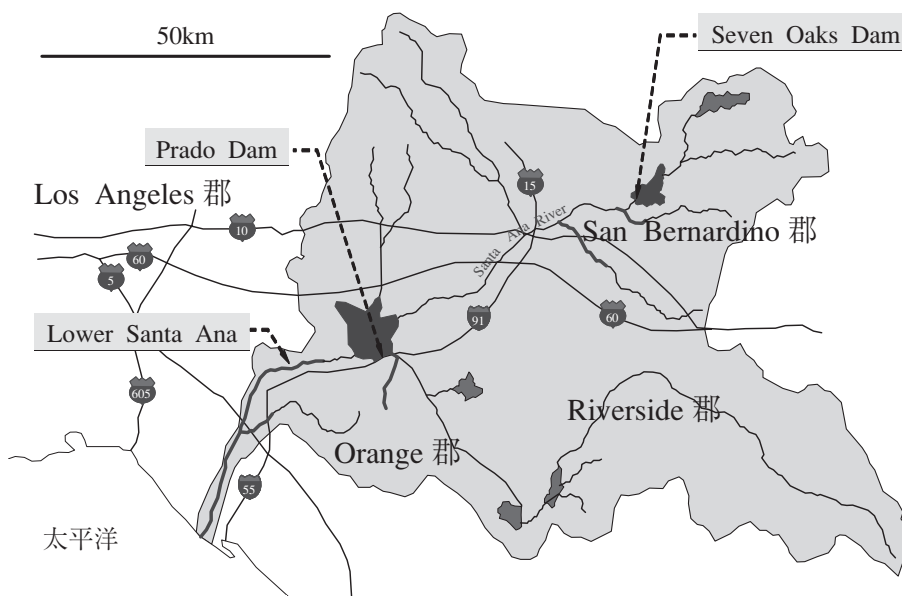 50km
Seven Oaks Dam
Prado Dam
Los Angeles 郡
15
10
Santa Ana River
San Bernardino 郡
60
5
91
60
Lower Santa Ana
605
Riverside 郡
Orange 郡
55
太平洋